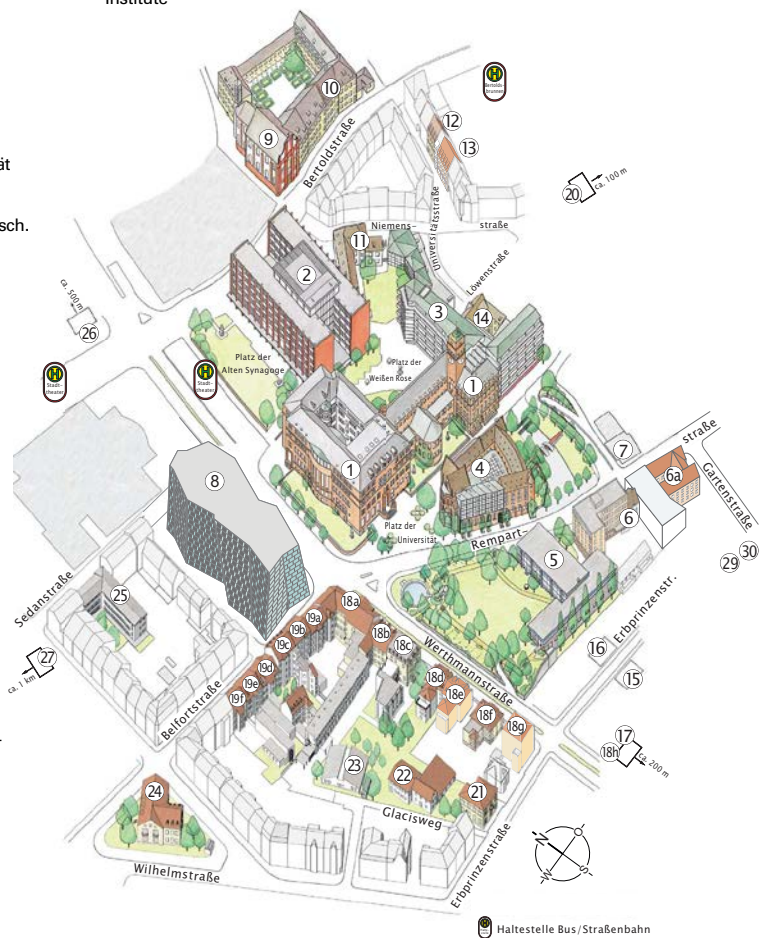 Institute
ät
sch.
10
9
Bertoldstraße
H
Bertolds-
brunnen
12
13
20
ca. 100 m
Niemens-
straße
Universitätsstraße
Löwenstraße
11
2
3
14
1
ca. 500 m
26
Platz der
Alten Synagoge
Platz der
Weißen Rose
H
Stadt-
theater
H
Stadt-
theater
1
4
7
straße
6a
6
Gartenstraße
8
Platz der
Universität
Rempart-
5
29
30
Sedanstraße
25
16
Erbprinzenstr.
15
27
ca. 1 km
18a
18b
18c
18d
18e
18f
18g
Werthmannstraße
19a
19b
19c
19d
19e
19f
Belfortstraße
17
18h
ca. 200 m
23
22
21
Glacisweg
24
Wilhelmstraße
Erbprinzenstraße
N
O
W
S
Haltestelle Bus/Straßenbahn